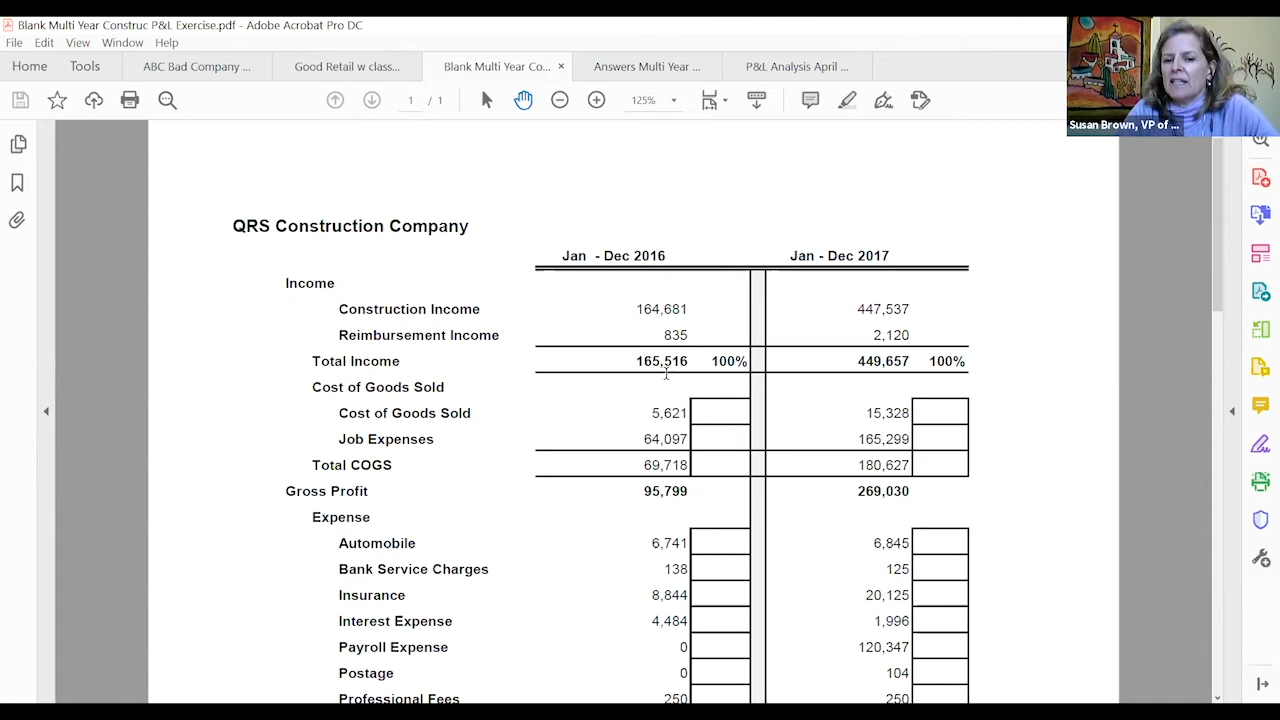 Blank Multi Year Construc P&L Exercise.pdf - Adobe Acrobat Pro DC
File Edit View Window Help
Home Tools ABC Bad Company ... Good Retail w class... Blank Multi Year Co... × Answers Multi Year ... P&L Analysis April ...
1 / 1 125%
Susan Brown, VP of ...
QRS Construction Company
Jan - Dec 2016 Jan - Dec 2017
Income
Construction Income 164,681 447,537
Reimbursement Income 835 2,120
Total Income 165,516 100% 449,657 100%
Cost of Goods Sold
Cost of Goods Sold 5,621 15,328
Job Expenses 64,097 165,299
Total COGS 69,718 180,627
Gross Profit 95,799 269,030
Expense
Automobile 6,741 6,845
Bank Service Charges 138 125
Insurance 8,844 20,125
Interest Expense 4,484 1,996
Payroll Expense 0 120,347
Postage 0 104
Professional Fees 250 250